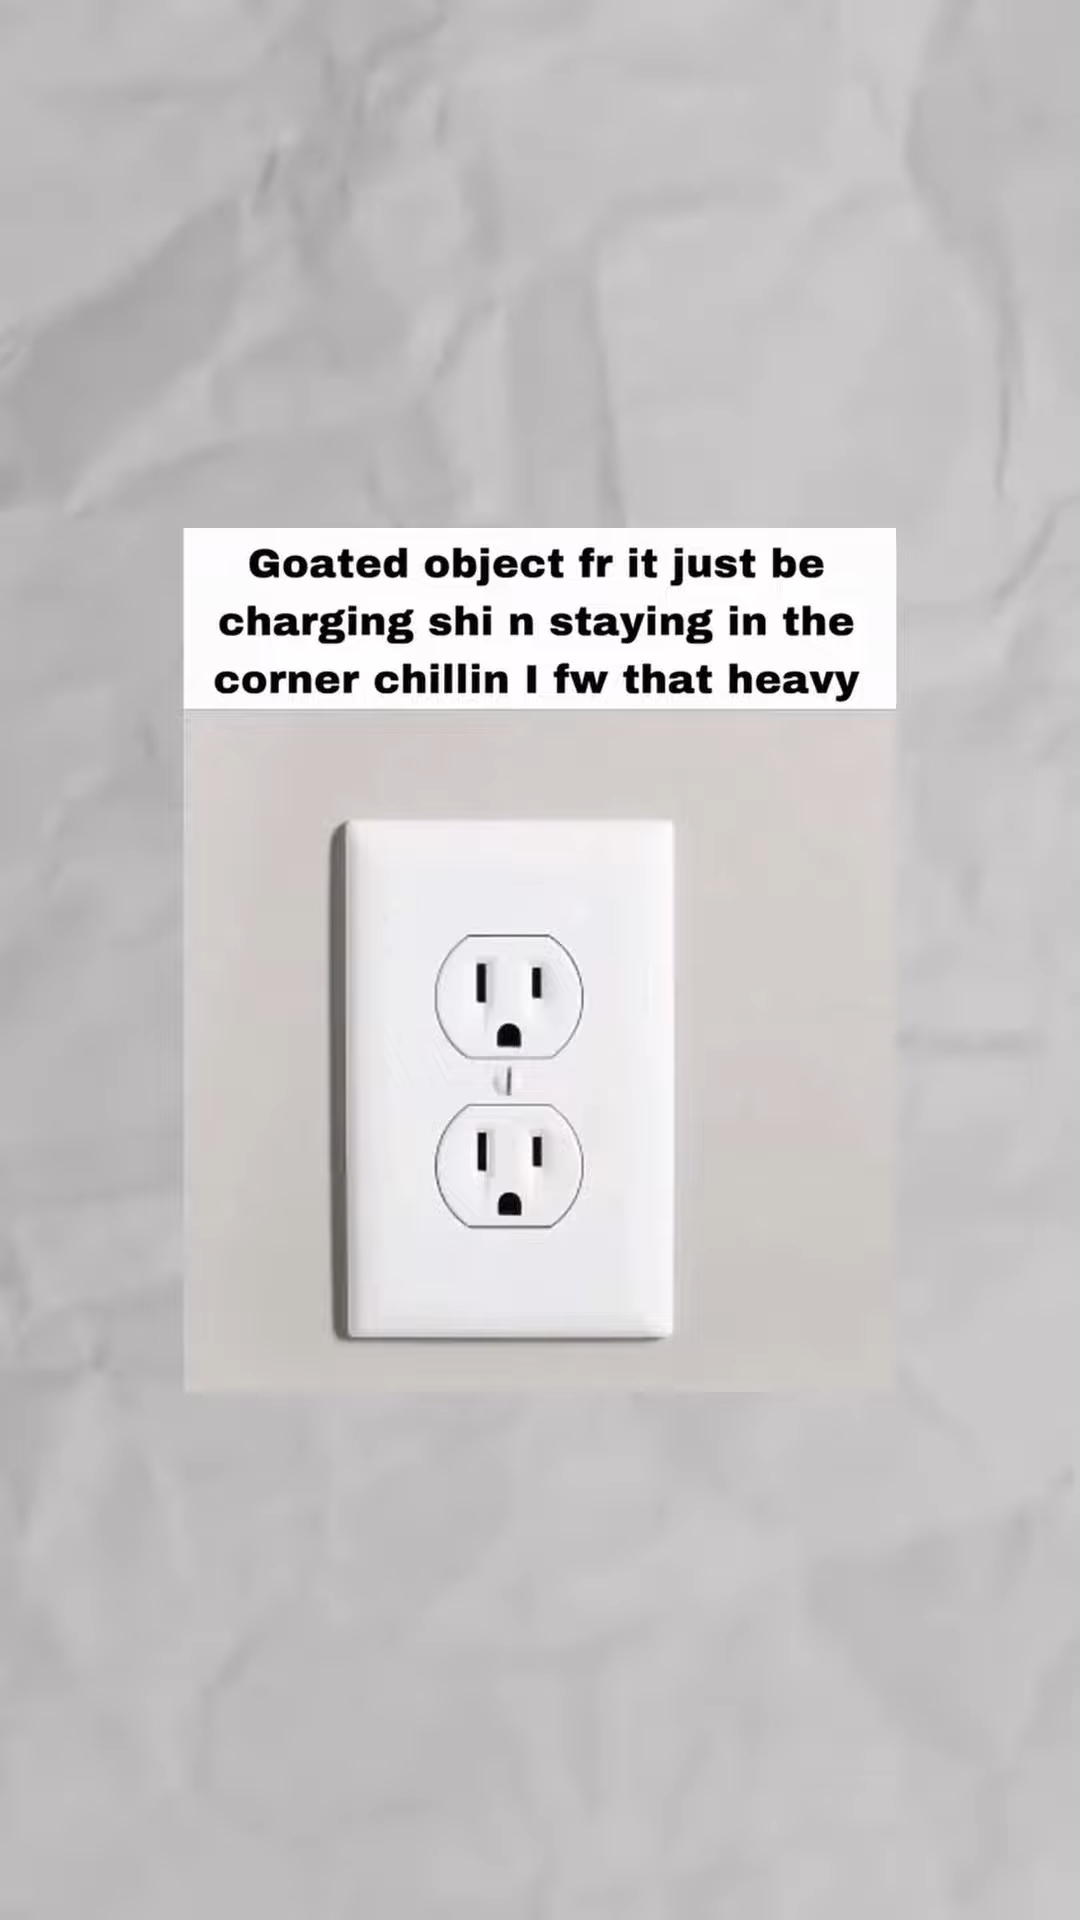 Goated object fr it just be
charging shi n staying in the
corner chillin I fw that heavy